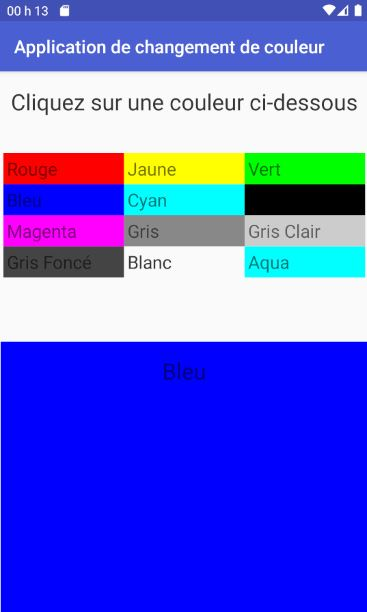 00 h 13
Application de changement de couleur
Cliquez sur une couleur ci-dessous
Rouge Jaune Vert
Bleu Cyan
Magenta Gris Gris Clair
Gris Foncé Blanc Aqua
Bleu